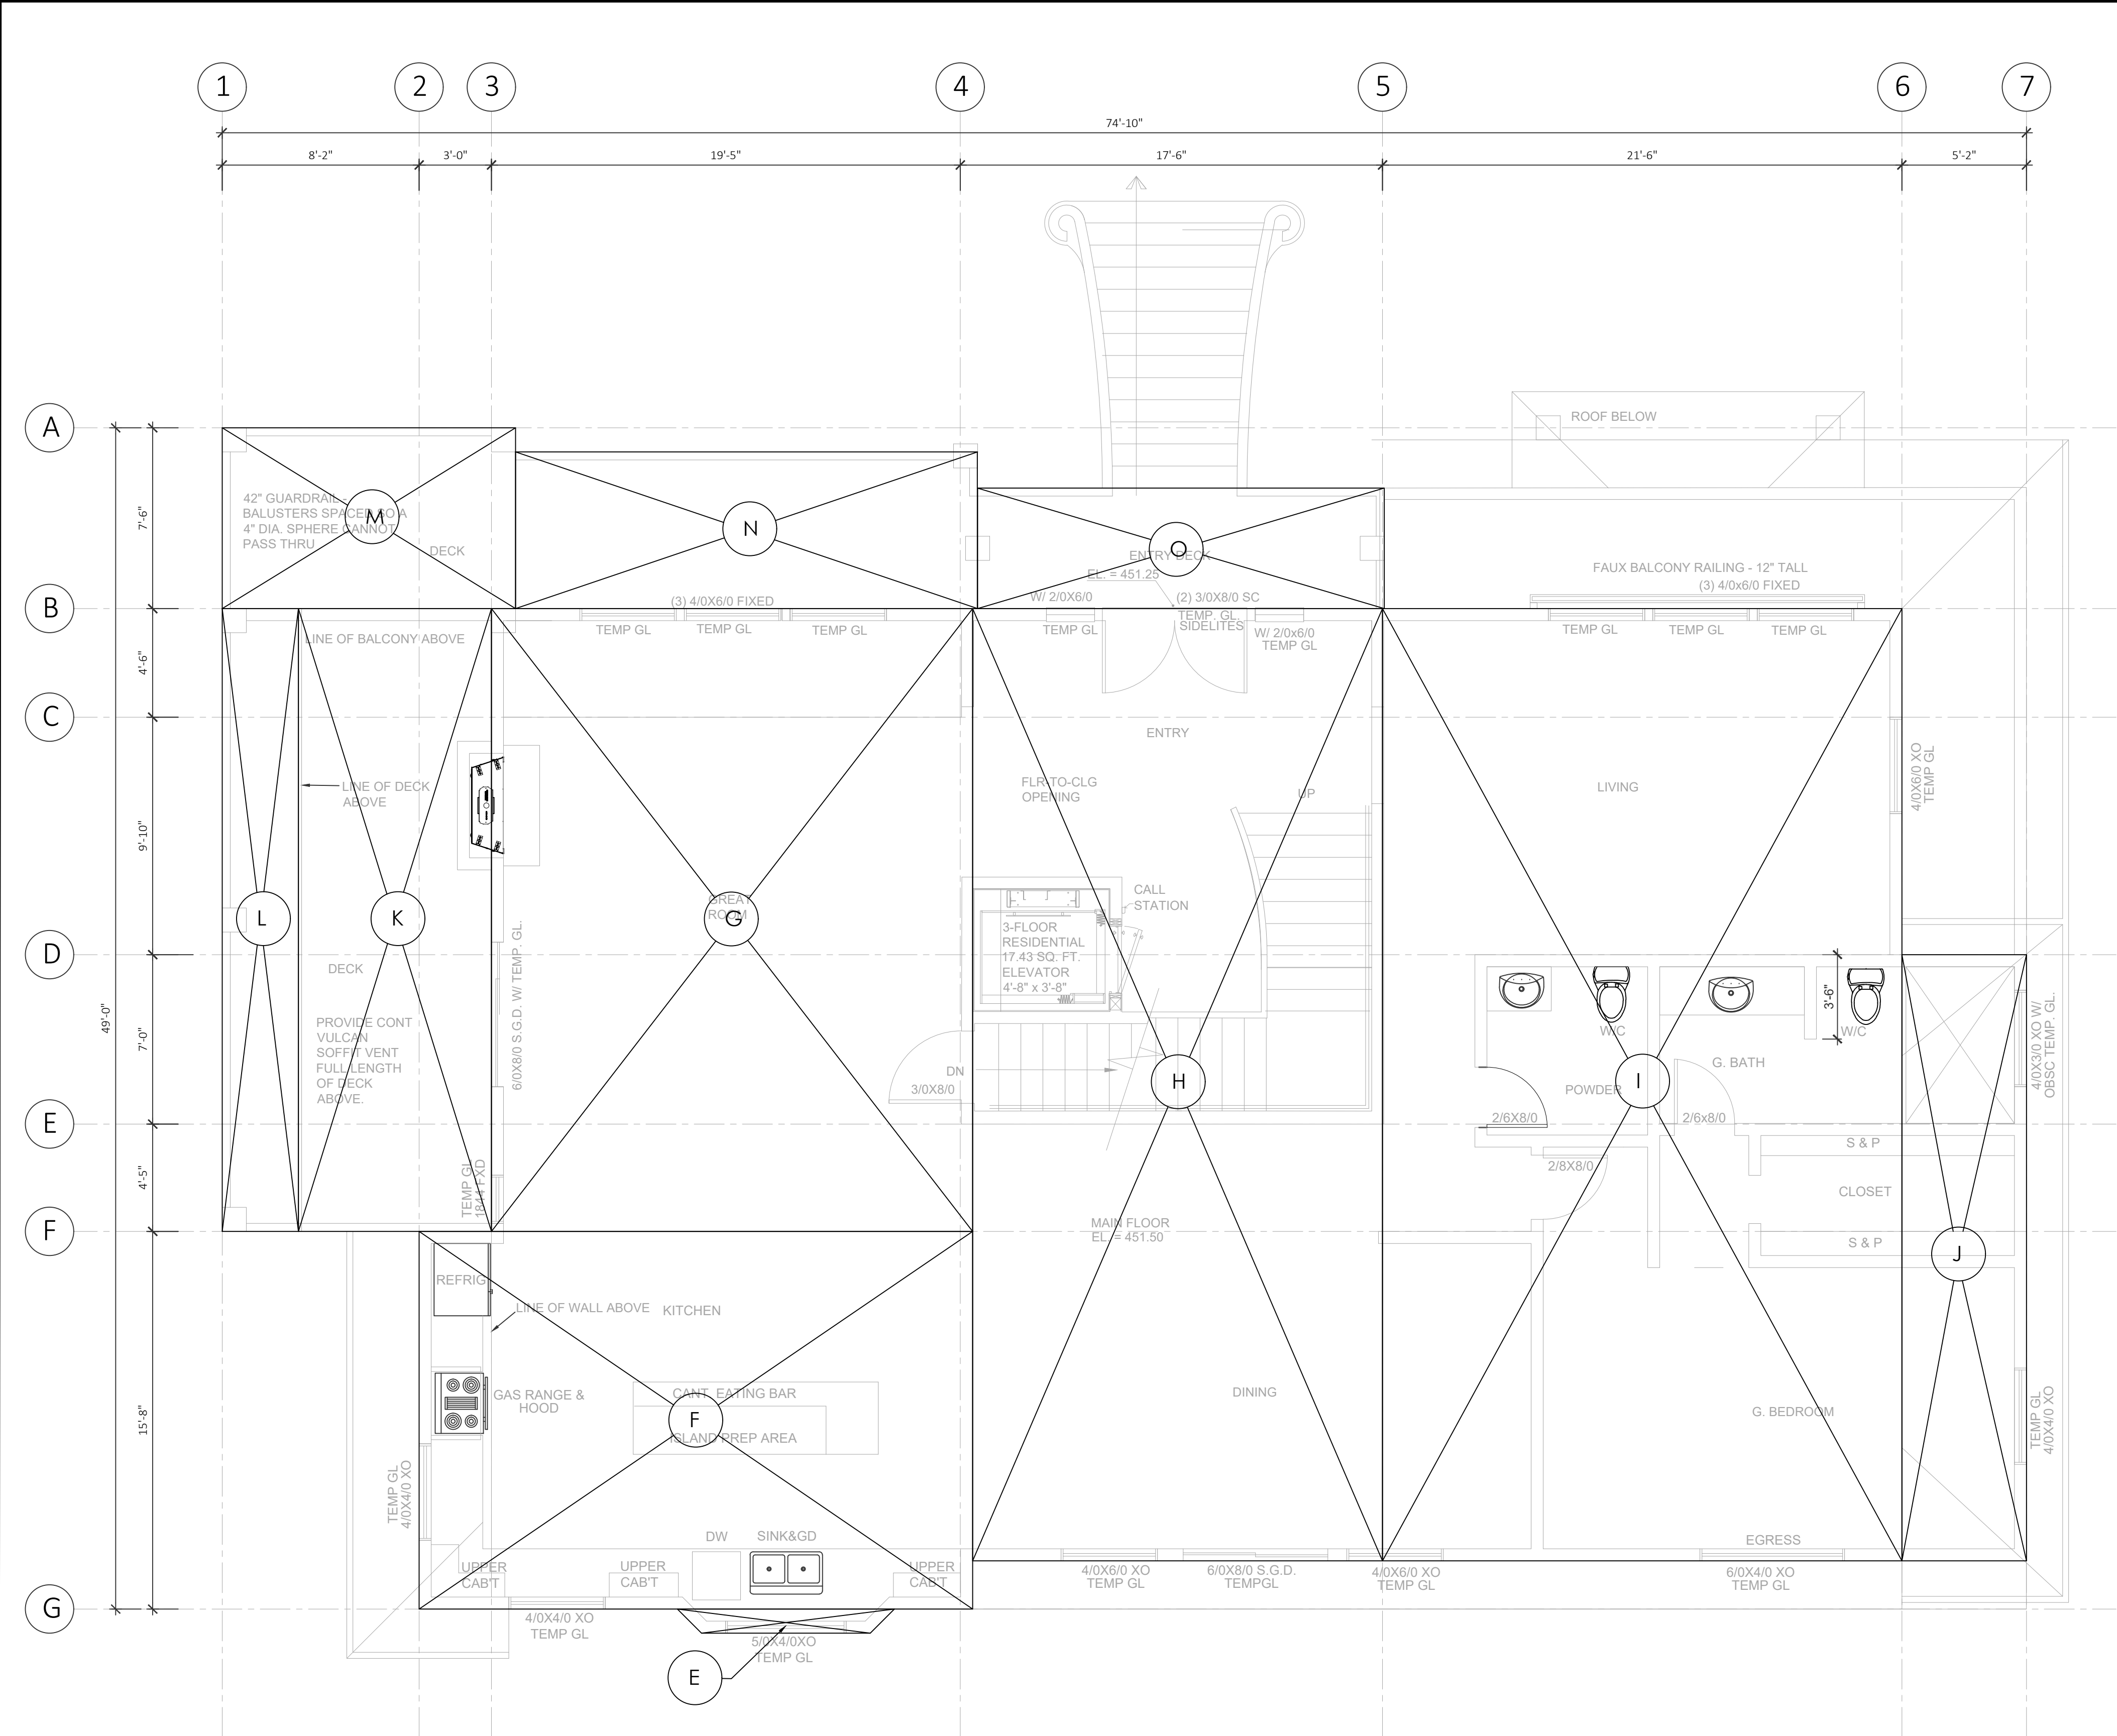 1
2
3
4
5
6
7
74'-10"
8'-2"
3'-0"
19'-5"
17'-6"
21'-6"
5'-2"
A
B
C
D
E
F
G
49'-0"
7'-6"
4'-6"
9'-10"
7'-0"
4'-5"
15'-8"
ROOF BELOW
42" GUARDRAIL -
BALUSTERS SPACED SO A
4" DIA. SPHERE CANNOT
PASS THRU
M
DECK
N
O
ENTRY DECK
EL. = 451.25
FAUX BALCONY RAILING - 12" TALL
(3) 4/0x6/0 FIXED
(3) 4/0X6/0 FIXED
TEMP GL
TEMP GL
TEMP GL
W/ 2/0X6/0
TEMP GL
(2) 3/0X8/0 SC
TEMP. GL.
SIDELITES
W/ 2/0x6/0
TEMP GL
TEMP GL
TEMP GL
TEMP GL
LINE OF BALCONY ABOVE
ENTRY
LINE OF DECK
ABOVE
FLR-TO-CLG
OPENING
UP
LIVING
4/0X6/0 XO
TEMP GL
L
K
GREAT
ROOM
G
CALL
STATION
3-FLOOR
RESIDENTIAL
17.43 SQ. FT.
ELEVATOR
4'-8" x 3'-8"
DECK
6/0X8/0 S.G.D. W/ TEMP. GL.
PROVIDE CONT
VULCAN
SOFFIT VENT
FULL LENGTH
OF DECK
ABOVE.
DN
3/0X8/0
H
I
3'-6"
W/C
W/C
G. BATH
POWDER
2/6X8/0
2/6x8/0
4/0X3/0 XO W/
OBSC TEMP. GL.
S & P
2/8X8/0
CLOSET
S & P
J
TEMP GL
1844 FXD
MAIN FLOOR
EL. = 451.50
REFRIG
LINE OF WALL ABOVE
KITCHEN
GAS RANGE &
HOOD
CANT. EATING BAR
F
ISLAND PREP AREA
DINING
G. BEDROOM
TEMP GL
4/0X4/0 XO
TEMP GL
4/0X4/0 XO
DW
SINK&GD
EGRESS
UPPER
CAB'T
UPPER
CAB'T
UPPER
CAB'T
4/0X6/0 XO
TEMP GL
6/0X8/0 S.G.D.
TEMPGL
4/0X6/0 XO
TEMP GL
6/0X4/0 XO
TEMP GL
4/0X4/0 XO
TEMP GL
5/0X4/0XO
TEMP GL
E